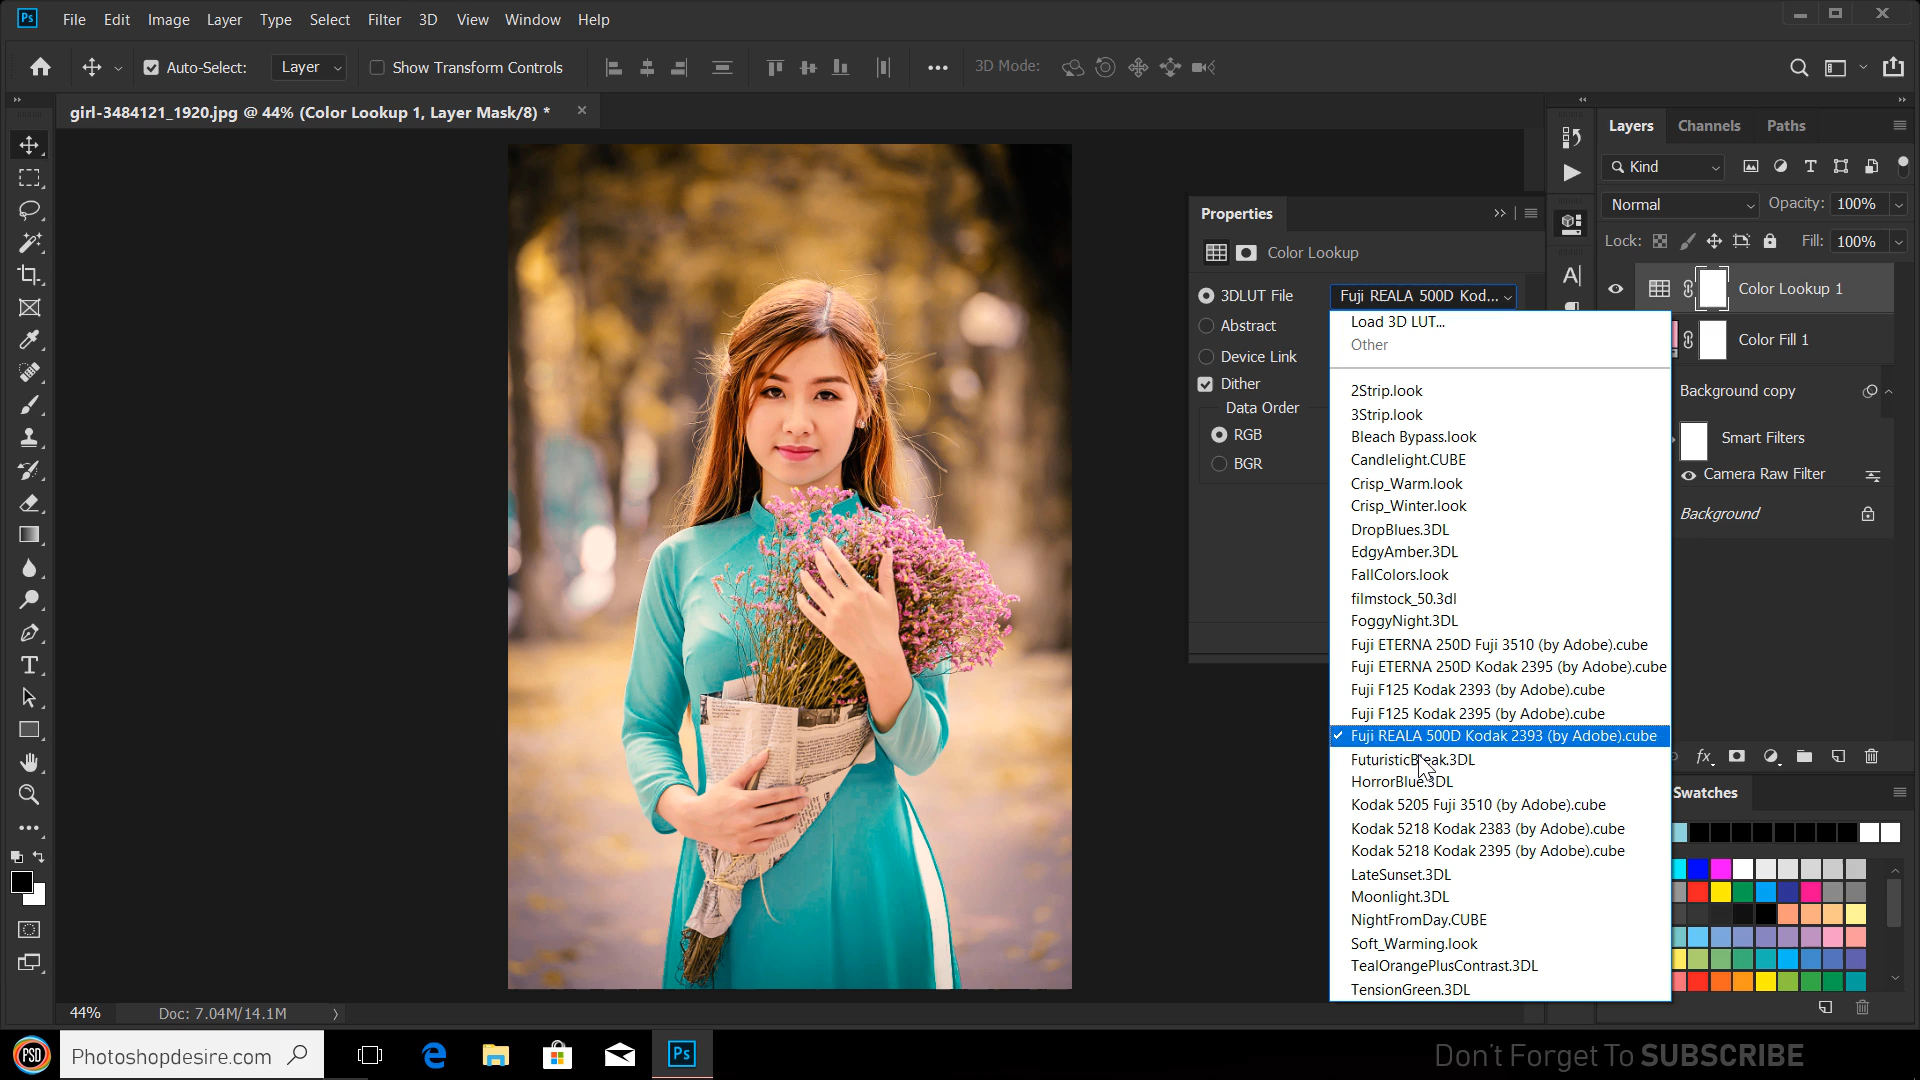 Ps File Edit Image Layer Type Select Filter 3D View Window Help
Auto-Select: Layer Show Transform Controls 3D Mode:
girl-3484121_1920.jpg @ 44% (Color Lookup 1, Layer Mask/8) *
Properties
Color Lookup
3DLUT File Fuji REALA 500D Kod...
Abstract
Device Link
Dither
Data Order
RGB
BGR
Load 3D LUT...
Other
2Strip.look
3Strip.look
Bleach Bypass.look
Candlelight.CUBE
Crisp_Warm.look
Crisp_Winter.look
DropBlues.3DL
EdgyAmber.3DL
FallColors.look
filmstock_50.3dl
FoggyNight.3DL
Fuji ETERNA 250D Fuji 3510 (by Adobe).cube
Fuji ETERNA 250D Kodak 2395 (by Adobe).cube
Fuji F125 Kodak 2393 (by Adobe).cube
Fuji F125 Kodak 2395 (by Adobe).cube
Fuji REALA 500D Kodak 2393 (by Adobe).cube
FuturisticBleak.3DL
HorrorBlue.3DL
Kodak 5205 Fuji 3510 (by Adobe).cube
Kodak 5218 Kodak 2383 (by Adobe).cube
Kodak 5218 Kodak 2395 (by Adobe).cube
LateSunset.3DL
Moonlight.3DL
NightFromDay.CUBE
Soft_Warming.look
TealOrangePlusContrast.3DL
TensionGreen.3DL
Layers Channels Paths
Kind
Normal Opacity: 100%
Lock: Fill: 100%
Color Lookup 1
Color Fill 1
Background copy
Smart Filters
Camera Raw Filter
Background
fx
Swatches
44% Doc: 7.04M/14.1M
PSD Photoshopdesire.com Ps Don't Forget To SUBSCRIBE